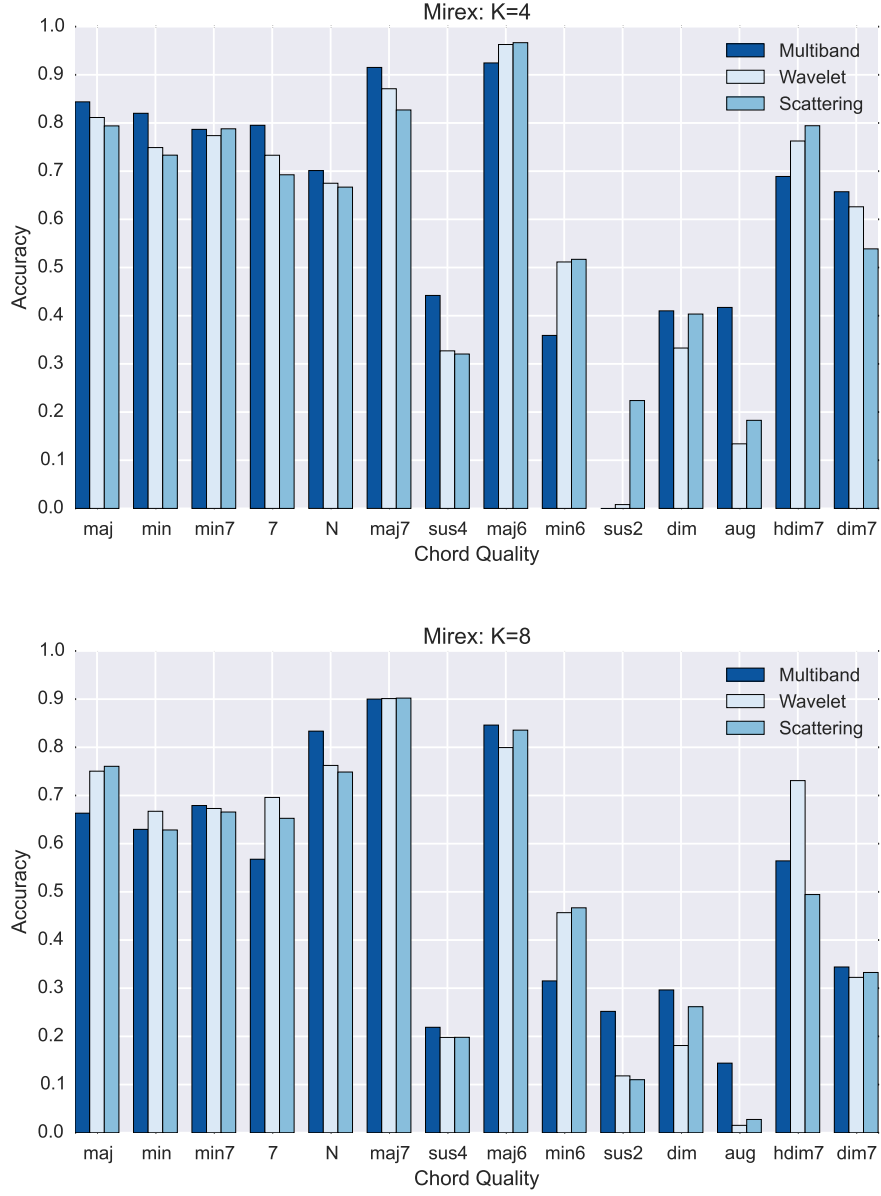 Mirex: K=4
1.0
0.9
0.8
0.7
0.6
0.5
0.4
0.3
0.2
0.1
0.0
Accuracy
Multiband
Wavelet
Scattering
maj min min7 7 N maj7 sus4 maj6 min6 sus2 dim aug hdim7 dim7
Chord Quality
Mirex: K=8
1.0
0.9
0.8
0.7
0.6
0.5
0.4
0.3
0.2
0.1
0.0
Accuracy
Multiband
Wavelet
Scattering
maj min min7 7 N maj7 sus4 maj6 min6 sus2 dim aug hdim7 dim7
Chord Quality